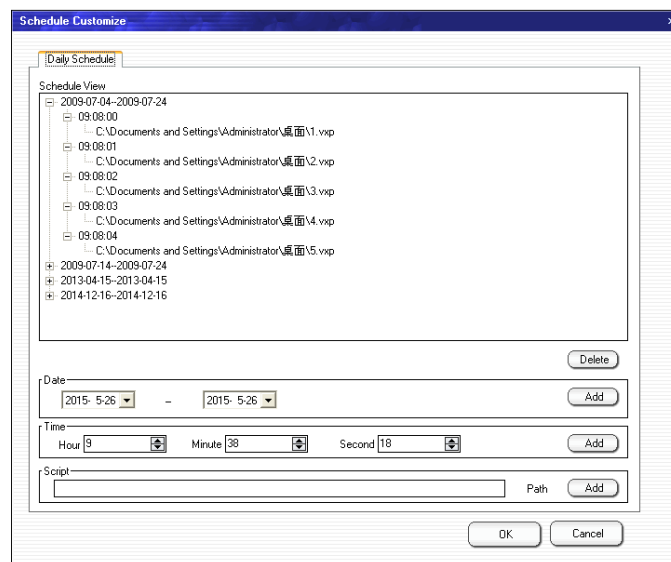 Schedule Customize
Daily Schedule
Schedule View
2009-07-04--2009-07-24
09:08:00
C:\Documents and Settings\Administrator\桌面\1.vxp
09:08:01
C:\Documents and Settings\Administrator\桌面\2.vxp
09:08:02
C:\Documents and Settings\Administrator\桌面\3.vxp
09:08:03
C:\Documents and Settings\Administrator\桌面\4.vxp
09:08:04
C:\Documents and Settings\Administrator\桌面\5.vxp
2009-07-14--2009-07-24
2013-04-15--2013-04-15
2014-12-16--2014-12-16
Delete
Date
2015- 5-26 – 2015- 5-26 Add
Time
Hour 9 Minute 38 Second 18 Add
Script
Path Add
OK Cancel